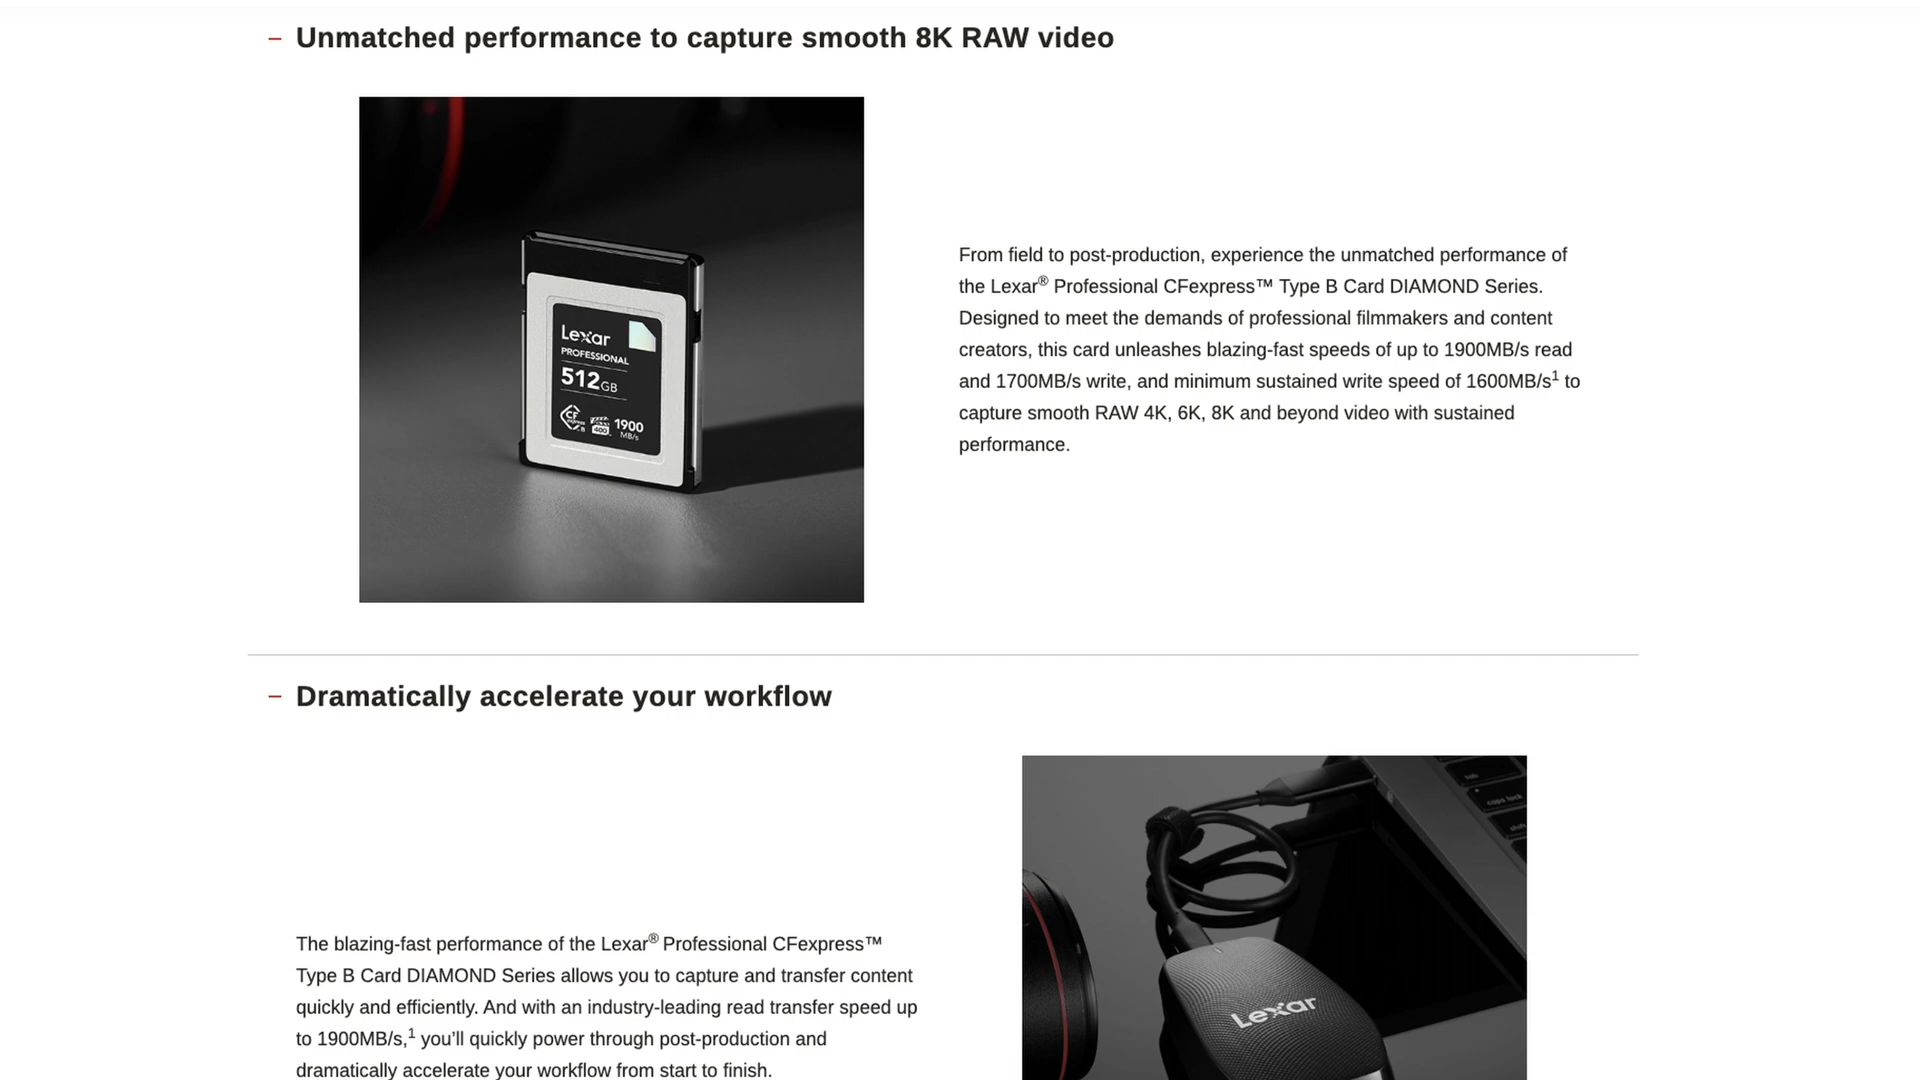 – Unmatched performance to capture smooth 8K RAW video
Lexar
PROFESSIONAL
512GB
CF
express
B
400
1900
MB/s
From field to post-production, experience the unmatched performance of
the Lexar® Professional CFexpress™ Type B Card DIAMOND Series.
Designed to meet the demands of professional filmmakers and content
creators, this card unleashes blazing-fast speeds of up to 1900MB/s read
and 1700MB/s write, and minimum sustained write speed of 1600MB/s¹ to
capture smooth RAW 4K, 6K, 8K and beyond video with sustained
performance.
– Dramatically accelerate your workflow
The blazing-fast performance of the Lexar® Professional CFexpress™
Type B Card DIAMOND Series allows you to capture and transfer content
quickly and efficiently. And with an industry-leading read transfer speed up
to 1900MB/s,¹ you’ll quickly power through post-production and
dramatically accelerate your workflow from start to finish.
tab
caps lock
shift
Lexar